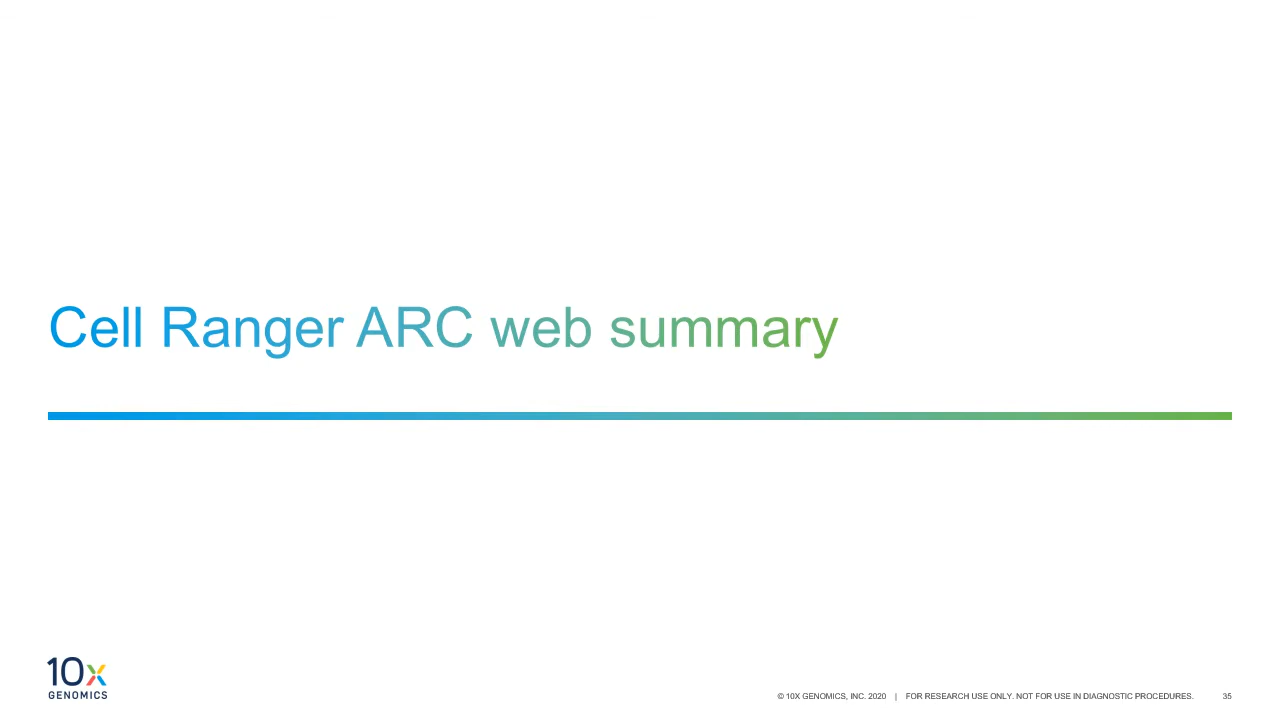 Cell Ranger ARC web summary
10x
GENOMICS
© 10X GENOMICS, INC. 2020 | FOR RESEARCH USE ONLY. NOT FOR USE IN DIAGNOSTIC PROCEDURES. 35